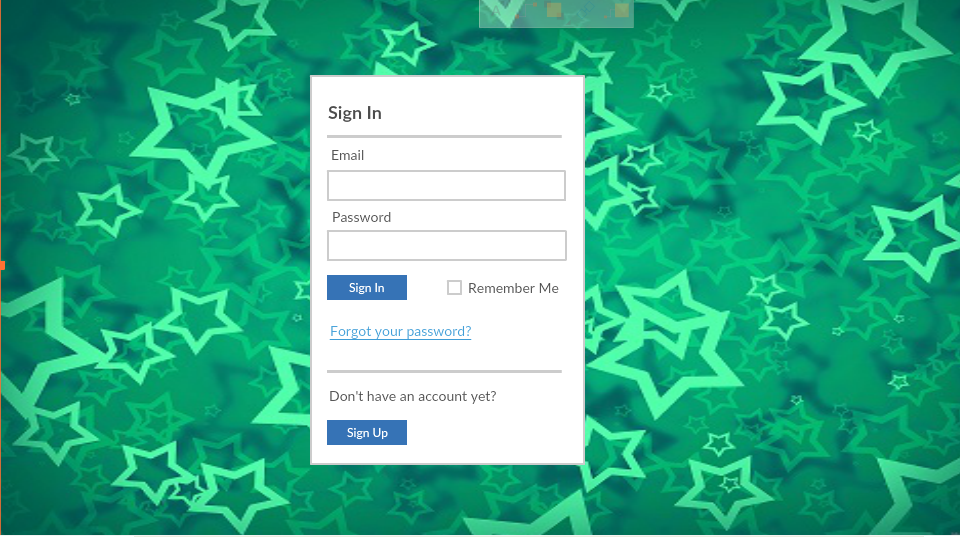 Sign In
Email
Password
Sign In
Remember Me
Forgot your password?
Don't have an account yet?
Sign Up